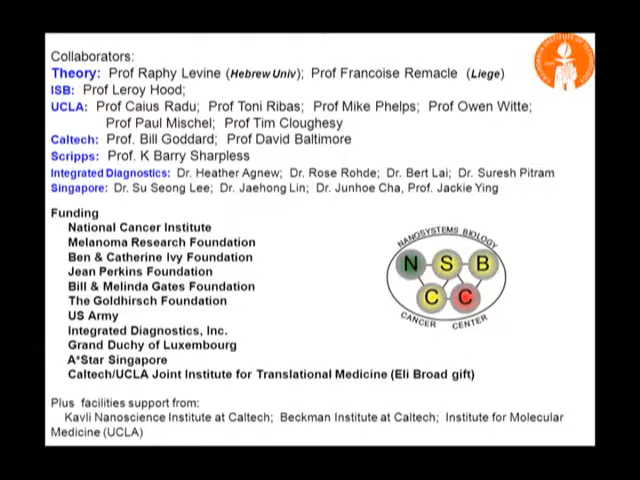 Collaborators:
Theory: Prof Raphy Levine (Hebrew Univ); Prof Francoise Remacle (Liege)
ISB: Prof Leroy Hood;
UCLA: Prof Caius Radu; Prof Toni Ribas; Prof Mike Phelps; Prof Owen Witte;
Prof Paul Mischel; Prof Tim Cloughesy
Caltech: Prof. Bill Goddard; Prof David Baltimore
Scripps: Prof. K Barry Sharpless
Integrated Diagnostics: Dr. Heather Agnew; Dr. Rose Rohde; Dr. Bert Lai; Dr. Suresh Pitram
Singapore: Dr. Su Seong Lee; Dr. Jaehong Lin; Dr. Junhoe Cha, Prof. Jackie Ying
Funding
National Cancer Institute
Melanoma Research Foundation
Ben & Catherine Ivy Foundation
Jean Perkins Foundation
Bill & Melinda Gates Foundation
The Goldhirsch Foundation
US Army
Integrated Diagnostics, Inc.
Grand Duchy of Luxembourg
A*Star Singapore
Caltech/UCLA Joint Institute for Translational Medicine (Eli Broad gift)
NANOSYSTEMS BIOLOGY
N S B
C C
CANCER CENTER
Plus facilities support from:
Kavli Nanoscience Institute at Caltech; Beckman Institute at Caltech; Institute for Molecular
Medicine (UCLA)
CALIFORNIA INSTITUTE OF TECHNOLOGY